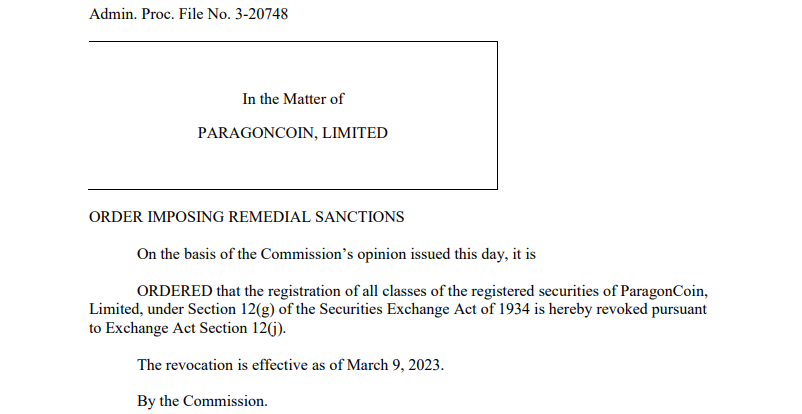 Admin. Proc. File No. 3-20748
In the Matter of
PARAGONCOIN, LIMITED
ORDER IMPOSING REMEDIAL SANCTIONS
On the basis of the Commission’s opinion issued this day, it is
ORDERED that the registration of all classes of the registered securities of ParagonCoin,
Limited, under Section 12(g) of the Securities Exchange Act of 1934 is hereby revoked pursuant
to Exchange Act Section 12(j).
The revocation is effective as of March 9, 2023.
By the Commission.